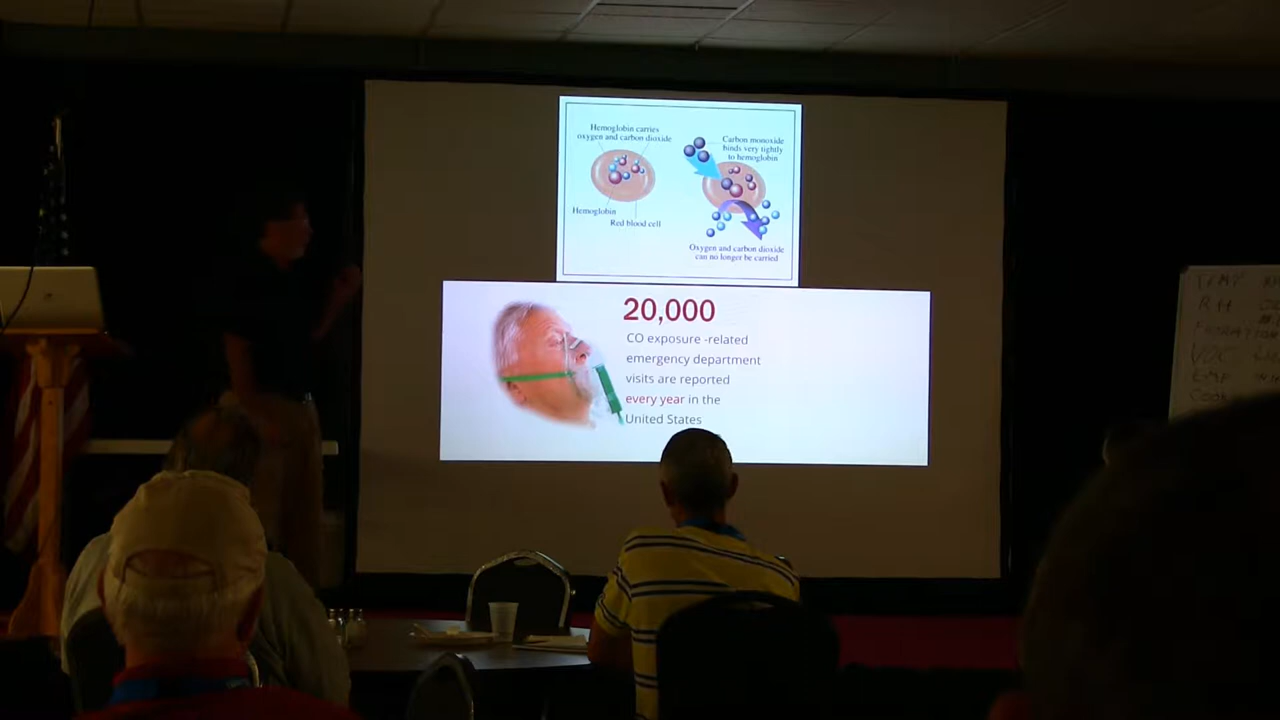 Hemoglobin carries
oxygen and carbon dioxide
Hemoglobin
Red blood cell
Carbon monoxide
binds very tightly
to hemoglobin
Oxygen and carbon dioxide
can no longer be carried
20,000
CO exposure -related
emergency department
visits are reported
every year in the
United States
RH
VOC